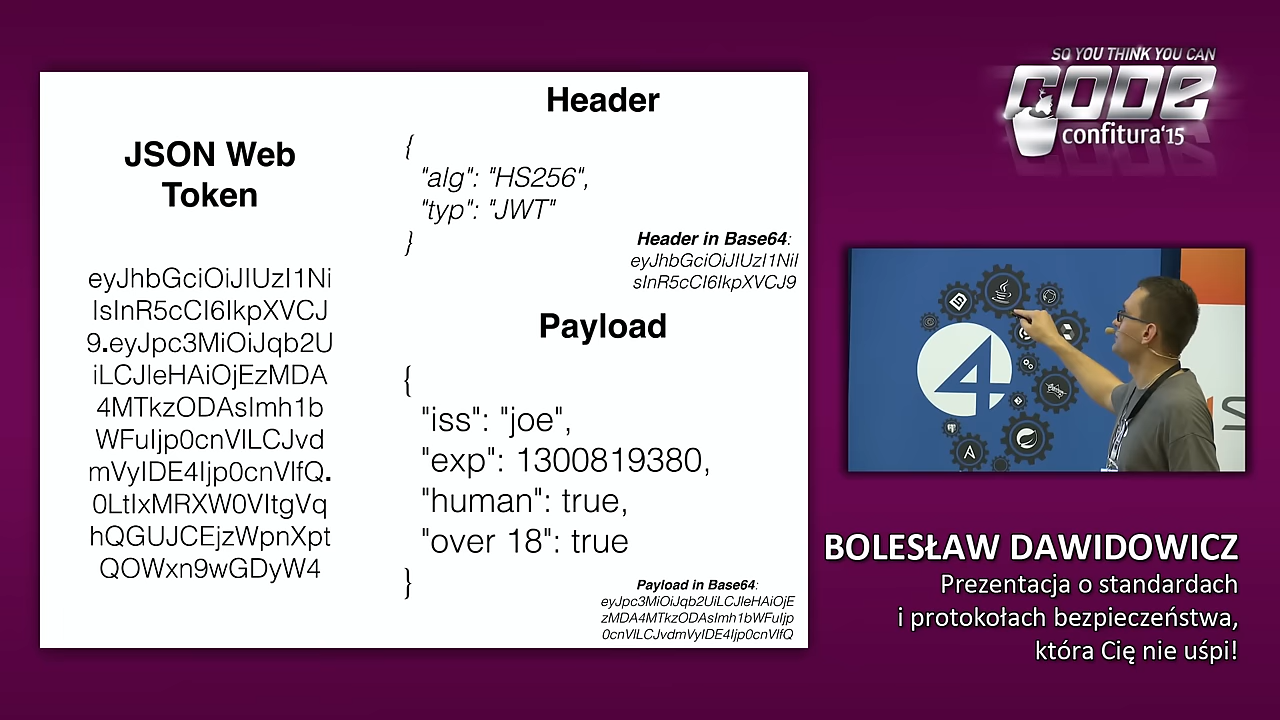 JSON Web
Token
eyJhbGciOiJIUzI1Ni
IsInR5cCI6IkpXVCJ
9.eyJpc3MiOiJqb2U
iLCJleHAiOjEzMDA
4MTkzODAsImh1b
WFuIjp0cnVlLCJvd
mVyIDE4Ijp0cnVlfQ.
0LtIxMRXW0VItgVq
hQGUJCEjzWpnXpt
QOWxn9wGDyW4
Header
{
"alg": "HS256",
"typ": "JWT"
}
Header in Base64:
eyJhbGciOiJIUzI1NiI
sInR5cCI6IkpXVCJ9
Payload
{
"iss": "joe",
"exp": 1300819380,
"human": true,
"over 18": true
}
Payload in Base64:
eyJpc3MiOiJqb2UiLCJleHAiOjE
zMDA4MTkzODAsImh1bWFuIjp
0cnVlLCJvdmVyIDE4Ijp0cnVlfQ
SO YOU THINK YOU CAN
CODE
confitura'15
4
BOLESŁAW DAWIDOWICZ
Prezentacja o standardach
i protokołach bezpieczeństwa,
która Cię nie uśpi!